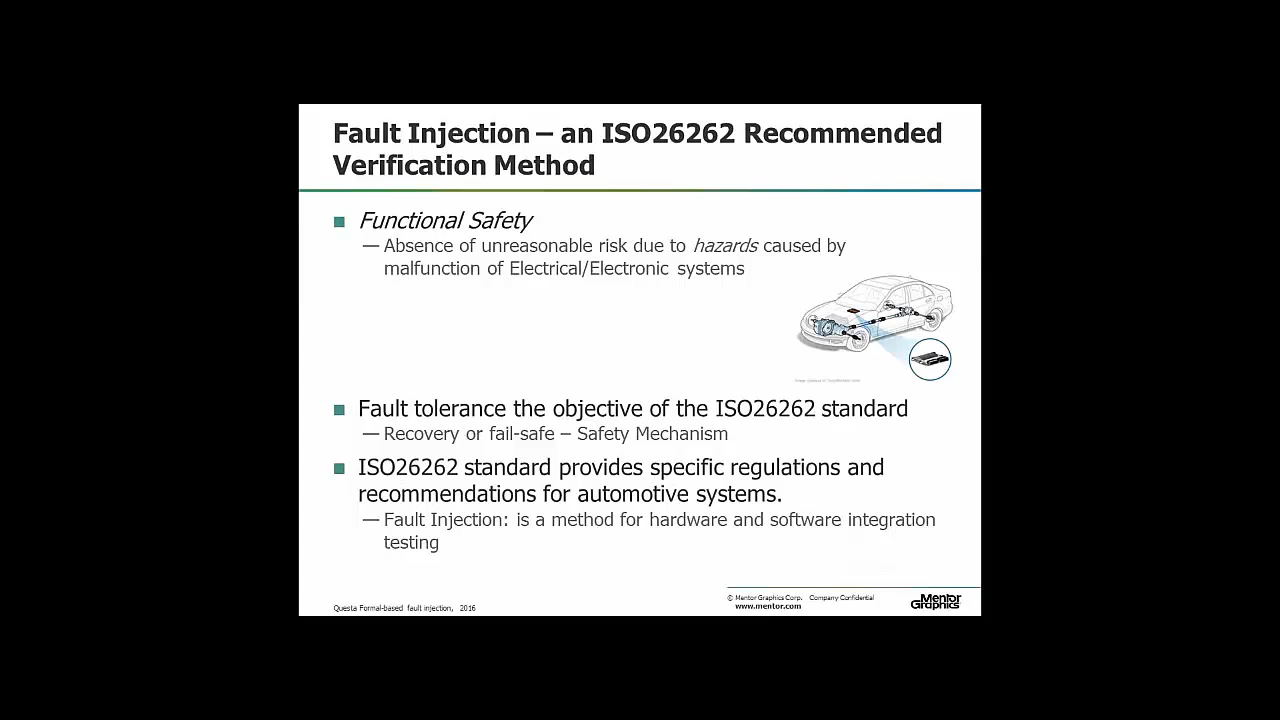 Fault Injection – an ISO26262 Recommended
Verification Method
Functional Safety
— Absence of unreasonable risk due to hazards caused by
malfunction of Electrical/Electronic systems
Fault tolerance the objective of the ISO26262 standard
— Recovery or fail-safe – Safety Mechanism
ISO26262 standard provides specific regulations and
recommendations for automotive systems.
— Fault Injection: is a method for hardware and software integration
testing
Questa Formal-based fault injection, 2016
© Mentor Graphics Corp. Company Confidential
www.mentor.com
Mentor
Graphics